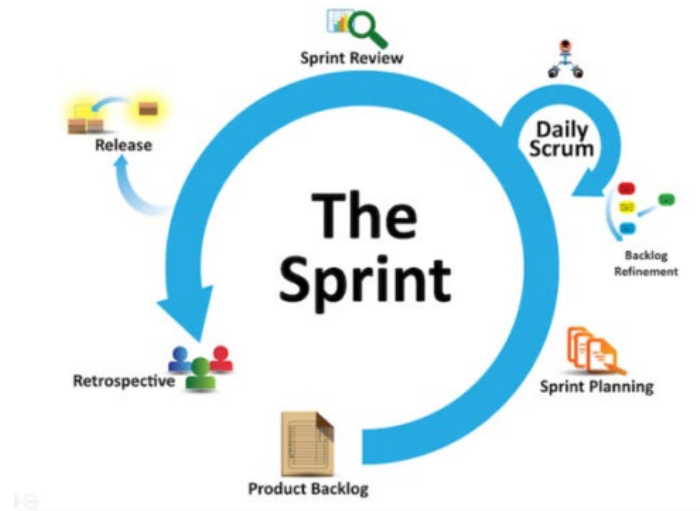 Sprint Review
Release
Daily
Scrum
The
Sprint
Backlog
Refinement
Sprint Planning
Retrospective
Product Backlog